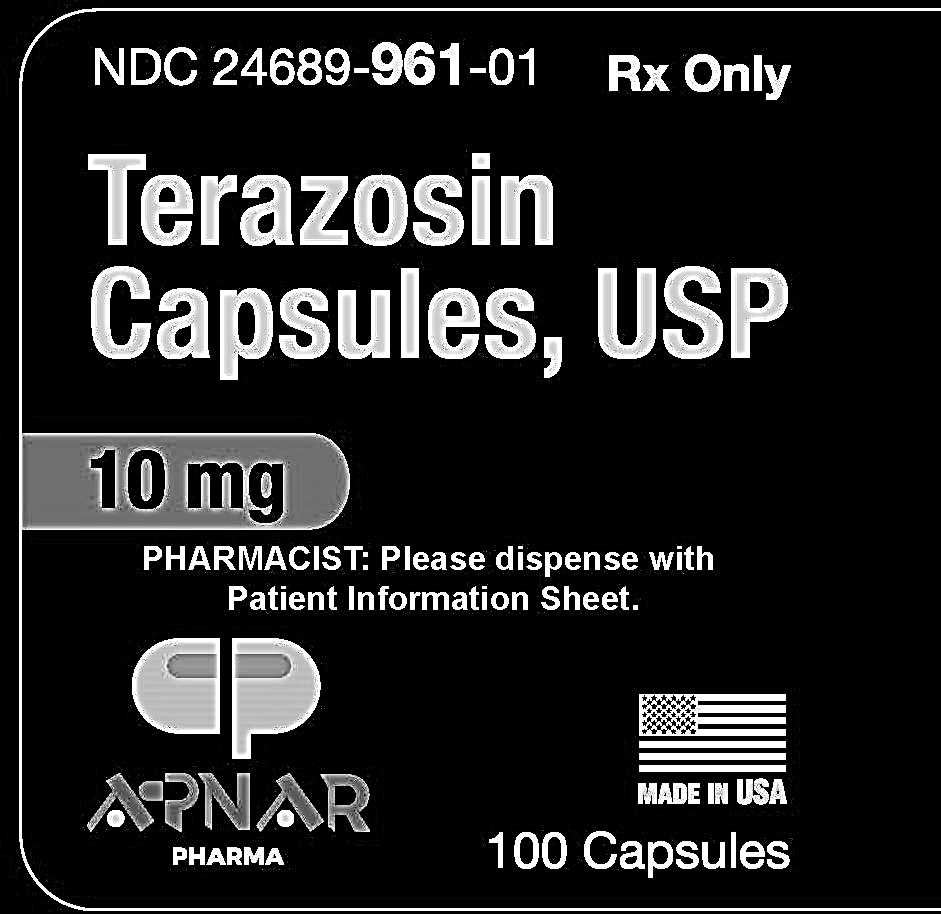 NDC 24689-961-01 Rx Only
Terazosin
Capsules, USP
10 mg
PHARMACIST: Please dispense with
Patient Information Sheet.
APNAR
PHARMA
MADE IN USA
100 Capsules